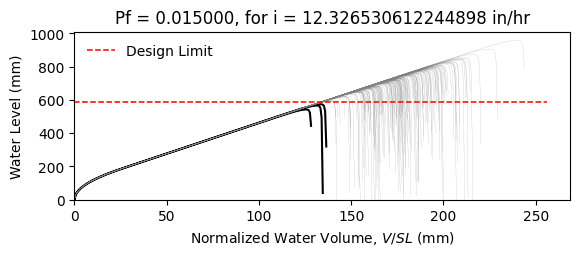 Pf = 0.015000, for i = 12.326530612244898 in/hr
Water Level (mm)
1000
800
600
400
200
0
Design Limit
0 50 100 150 200 250
Normalized Water Volume, V/SL (mm)